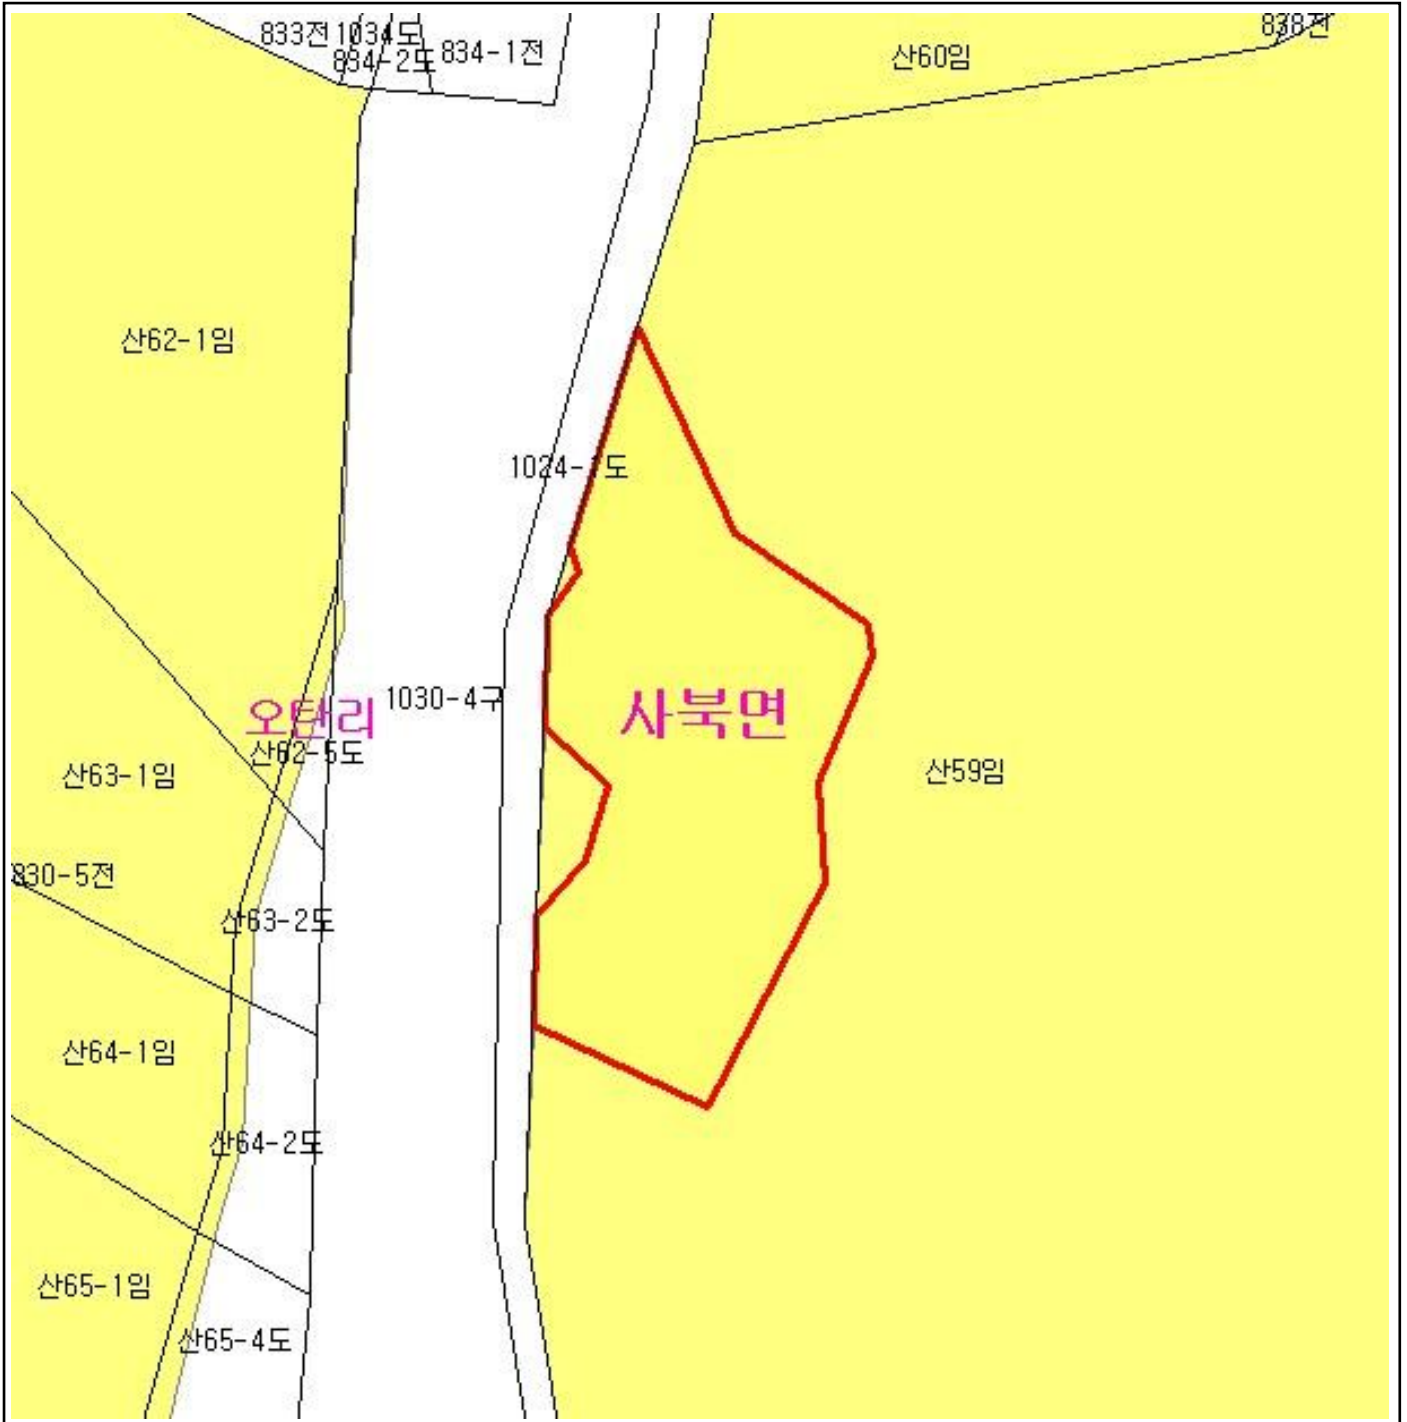 833전 1034도
838전
834-2도 834-1전
산60임
산62-1임
1024-1도
1030-4구
오탄리
사북면
산62-5도
산63-1임
산59임
830-5전
산63-2도
산64-1임
산64-2도
산65-1임
산65-4도